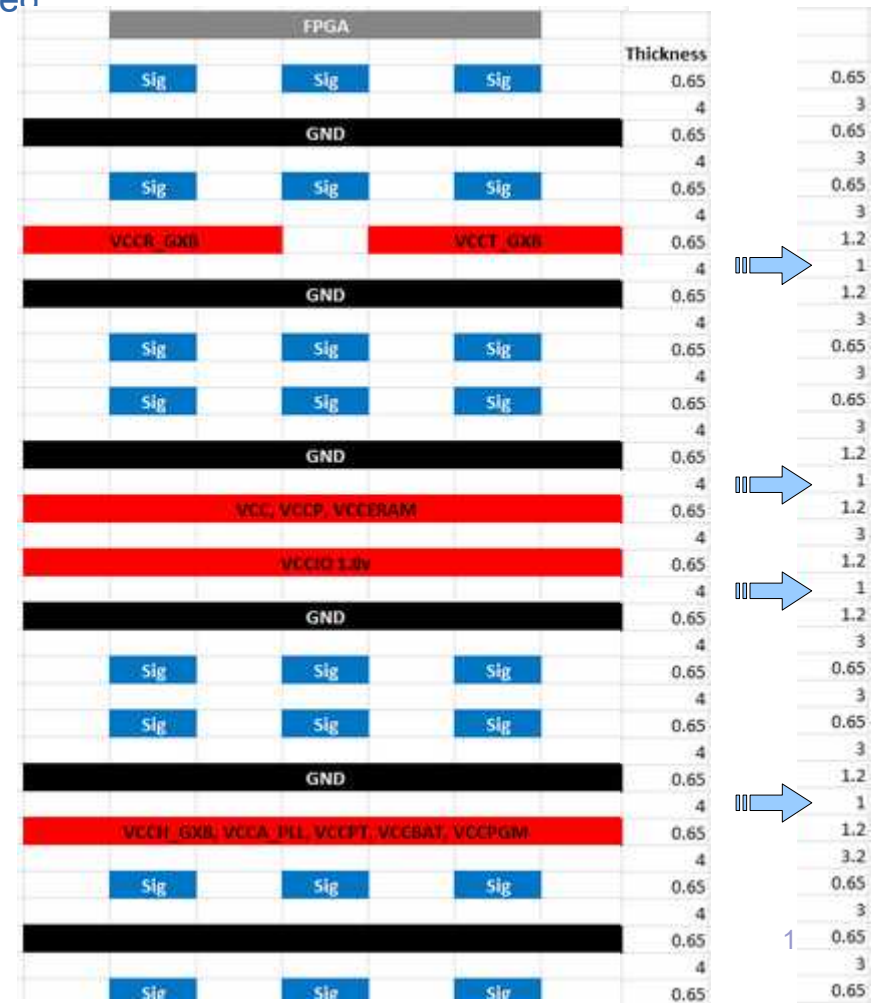 en
FPGA
Thickness
Sig Sig Sig 0.65 0.65
4 3
GND 0.65 0.65
4 3
Sig Sig Sig 0.65 0.65
4 3
VCCR_GXB VCCT_GXB 0.65 1.2
4 1
GND 0.65 1.2
4 3
Sig Sig Sig 0.65 0.65
4 3
Sig Sig Sig 0.65 0.65
4 3
GND 0.65 1.2
4 1
VCC, VCCP, VCCERAM 0.65 1.2
4 3
VCCIO 1.8v 0.65 1.2
4 1
GND 0.65 1.2
4 3
Sig Sig Sig 0.65 0.65
4 3
Sig Sig Sig 0.65 0.65
4 3
GND 0.65 1.2
4 1
VCCH_GXB, VCCA_PLL, VCCPT, VCCBAT, VCCPGM 0.65 1.2
4 3.2
Sig Sig Sig 0.65 0.65
4 3
0.65 1 0.65
4 3
Sig Sig Sig 0.65 0.65